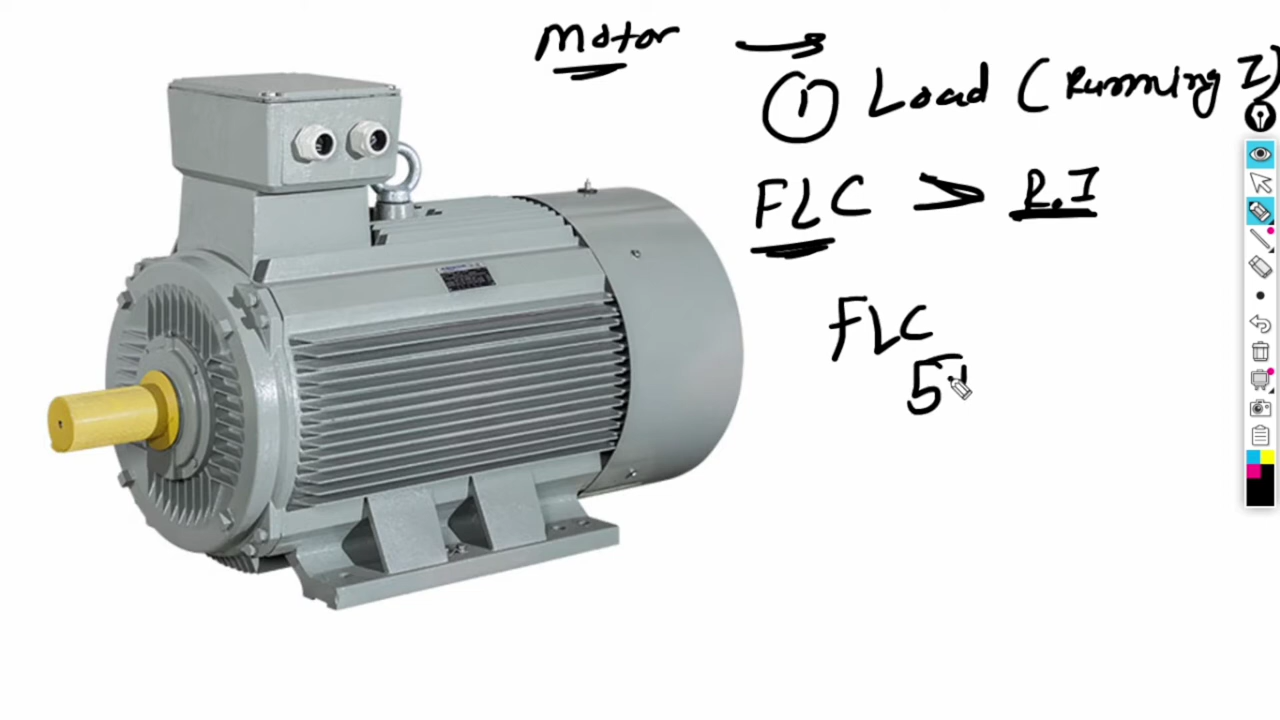 Motor →
① Load (Running I)
FLC > R.I
FLC
5